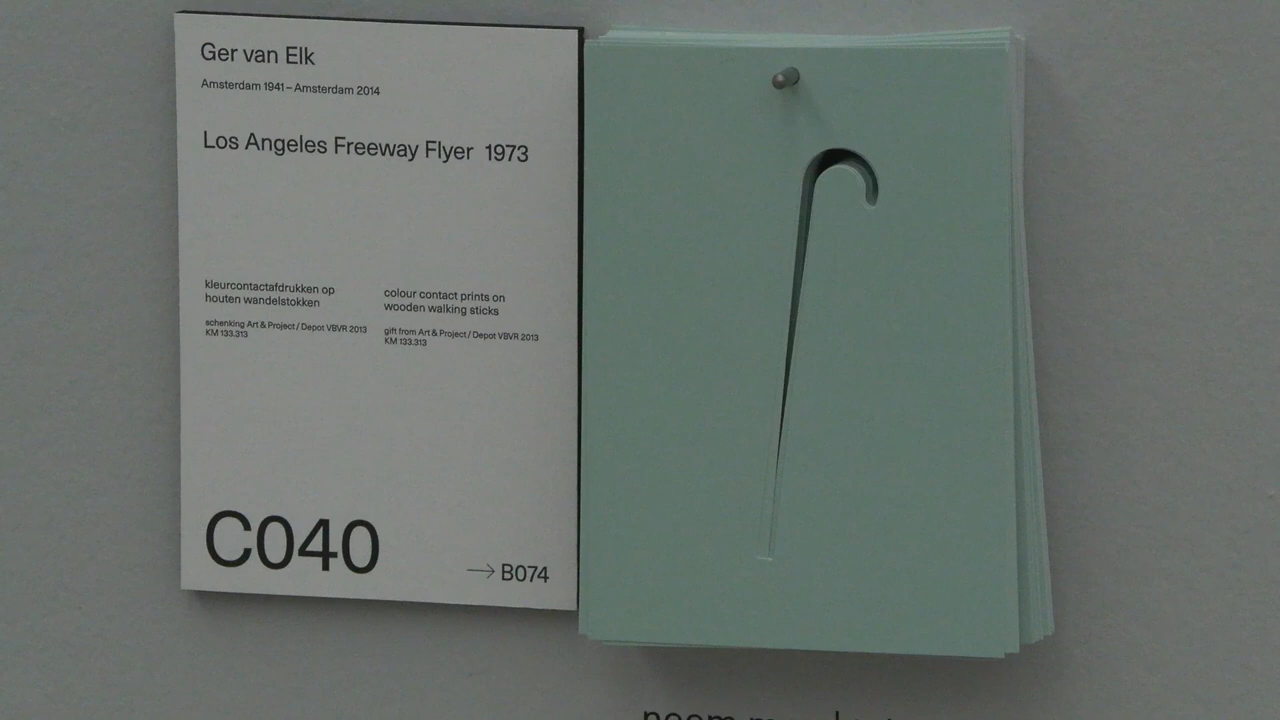 Ger van Elk
Amsterdam 1941 – Amsterdam 2014
Los Angeles Freeway Flyer 1973
kleurcontactafdrukken op
houten wandelstokken
schenking Art & Project / Depot VBVR 2013
KM 133.313
colour contact prints on
wooden walking sticks
gift from Art & Project / Depot VBVR 2013
KM 133.313
C040
→ B074